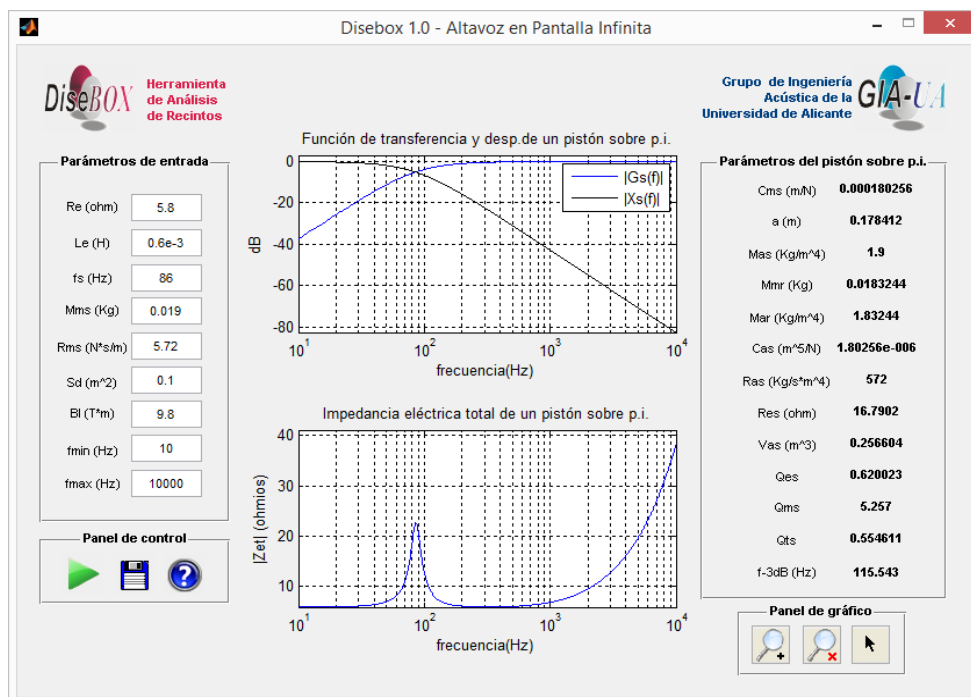 Disebox 1.0 - Altavoz en Pantalla Infinita
DiseBOX
Herramienta
de Análisis
de Recintos
Grupo de Ingeniería
Acústica de la
Universidad de Alicante
GIA-UA
Parámetros de entrada
Re (ohm) 5.8
Le (H) 0.6e-3
fs (Hz) 86
Mms (Kg) 0.019
Rms (N*s/m) 5.72
Sd (m^2) 0.1
Bl (T*m) 9.8
fmin (Hz) 10
fmax (Hz) 10000
Panel de control
Función de transferencia y desp.de un pistón sobre p.i.
|Gs(f)|
|Xs(f)|
dB
0
-20
-40
-60
-80
10^1 10^2 10^3 10^4
frecuencia(Hz)
Impedancia eléctrica total de un pistón sobre p.i.
|Zet| (ohmios)
40
30
20
10
10^1 10^2 10^3 10^4
frecuencia(Hz)
Parámetros del pistón sobre p.i.
Cms (m/N) 0.000180256
a (m) 0.178412
Mas (Kg/m^4) 1.9
Mmr (Kg) 0.0183244
Mar (Kg/m^4) 1.83244
Cas (m^5/N) 1.80256e-006
Ras (Kg/s*m^4) 572
Res (ohm) 16.7902
Vas (m^3) 0.256604
Qes 0.620023
Qms 5.257
Qts 0.554611
f-3dB (Hz) 115.543
Panel de gráfico